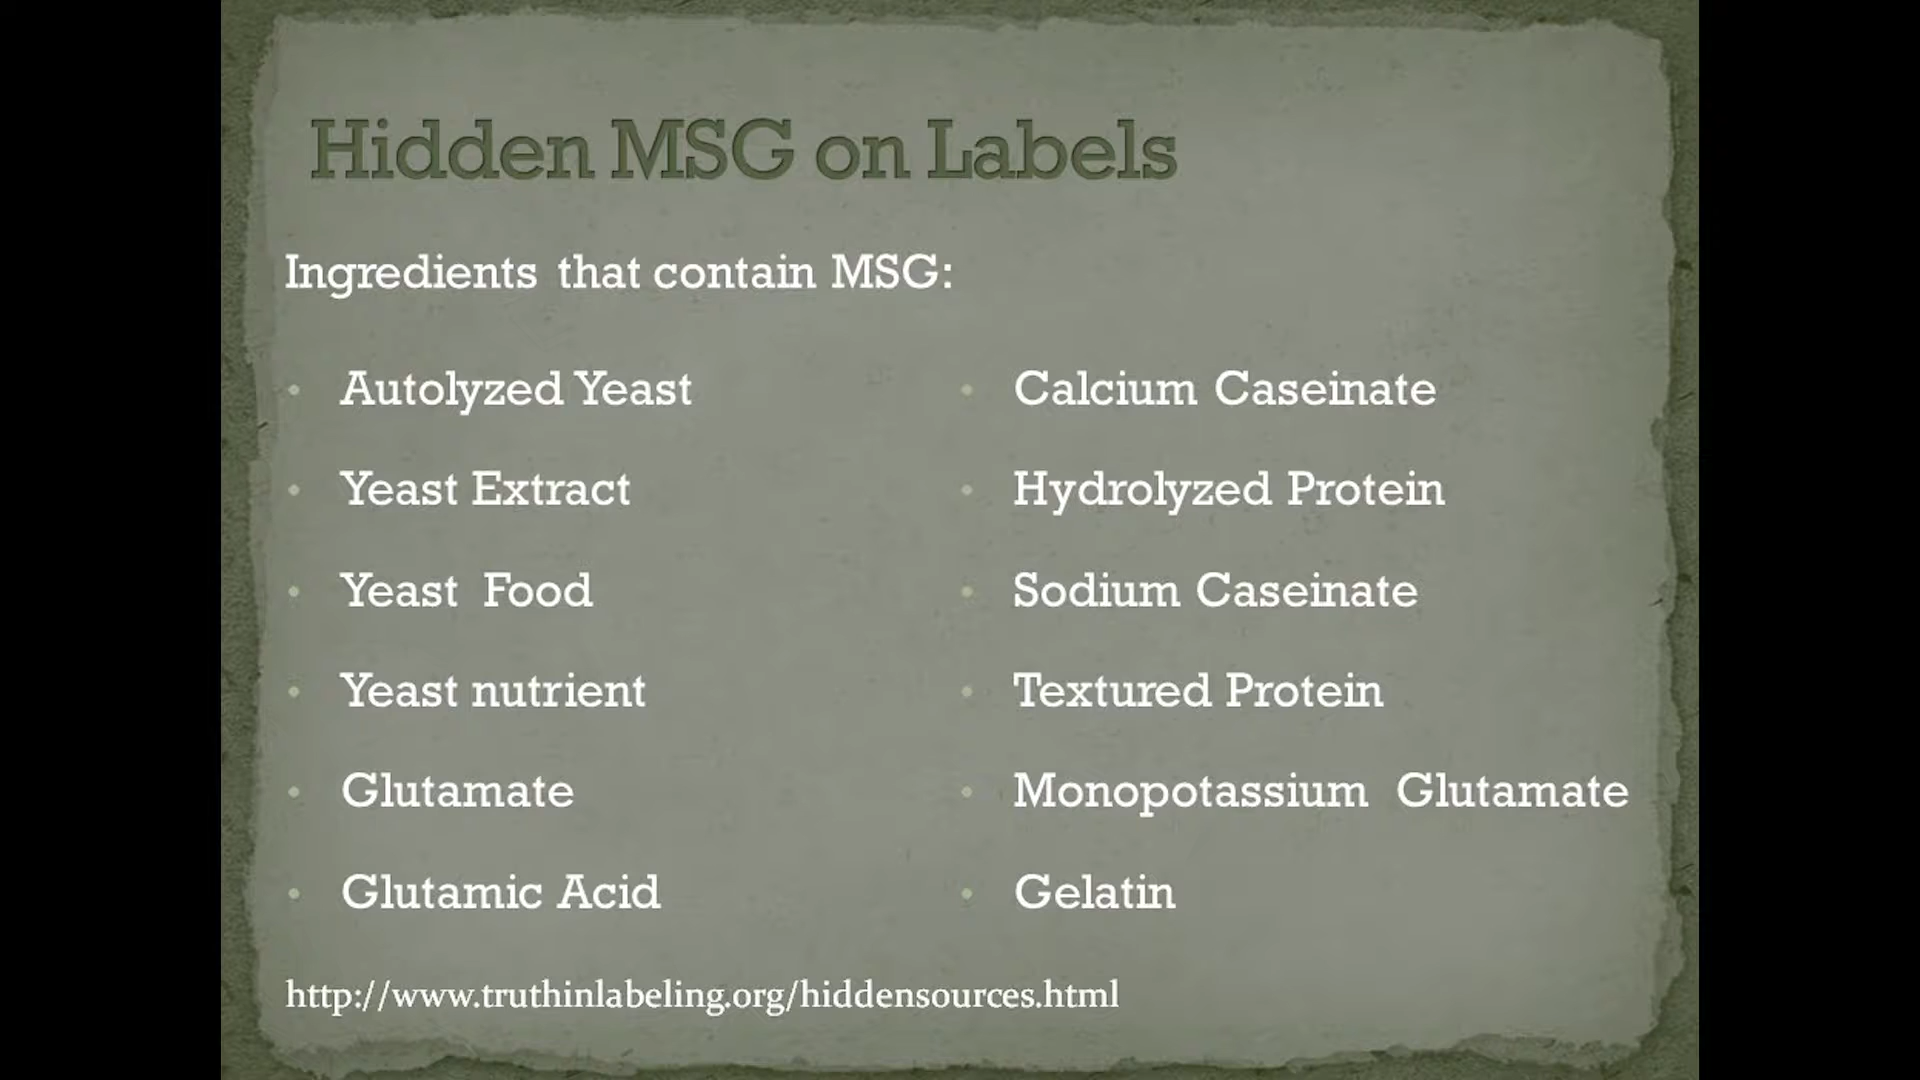 Hidden MSG on Labels
Ingredients that contain MSG:
• Autolyzed Yeast
• Yeast Extract
• Yeast Food
• Yeast nutrient
• Glutamate
• Glutamic Acid
• Calcium Caseinate
• Hydrolyzed Protein
• Sodium Caseinate
• Textured Protein
• Monopotassium Glutamate
• Gelatin
http://www.truthinlabeling.org/hiddensources.html